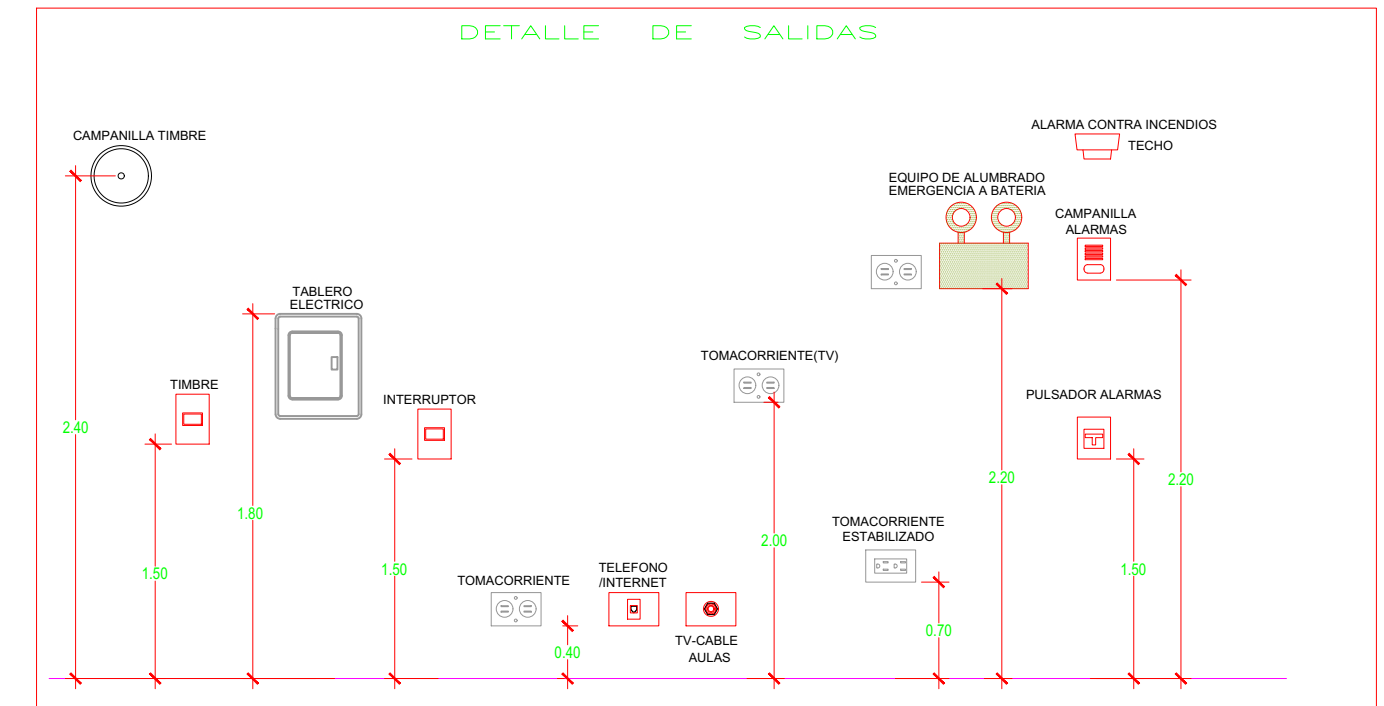 DETALLE DE SALIDAS
CAMPANILLA TIMBRE
ALARMA CONTRA INCENDIOS
TECHO
EQUIPO DE ALUMBRADO
EMERGENCIA A BATERIA
CAMPANILLA
ALARMAS
TABLERO
ELECTRICO
TIMBRE
INTERRUPTOR
TOMACORRIENTE(TV)
PULSADOR ALARMAS
2.40
1.80
1.50
1.50
2.00
2.20
2.20
1.50
TOMACORRIENTE
ESTABILIZADO
TOMACORRIENTE
TELEFONO
/INTERNET
TV-CABLE
AULAS
0.40
0.70